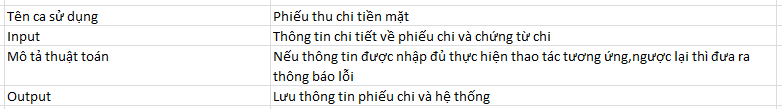 Tên ca sử dụng Phiếu thu chi tiền mặt
Input Thông tin chi tiết về phiếu chi và chứng từ chi
Mô tả thuật toán Nếu thông tin được nhập đủ thực hiện thao tác tương ứng,ngược lại thì đưa ra
thông báo lỗi
Output Lưu thông tin phiếu chi và hệ thống